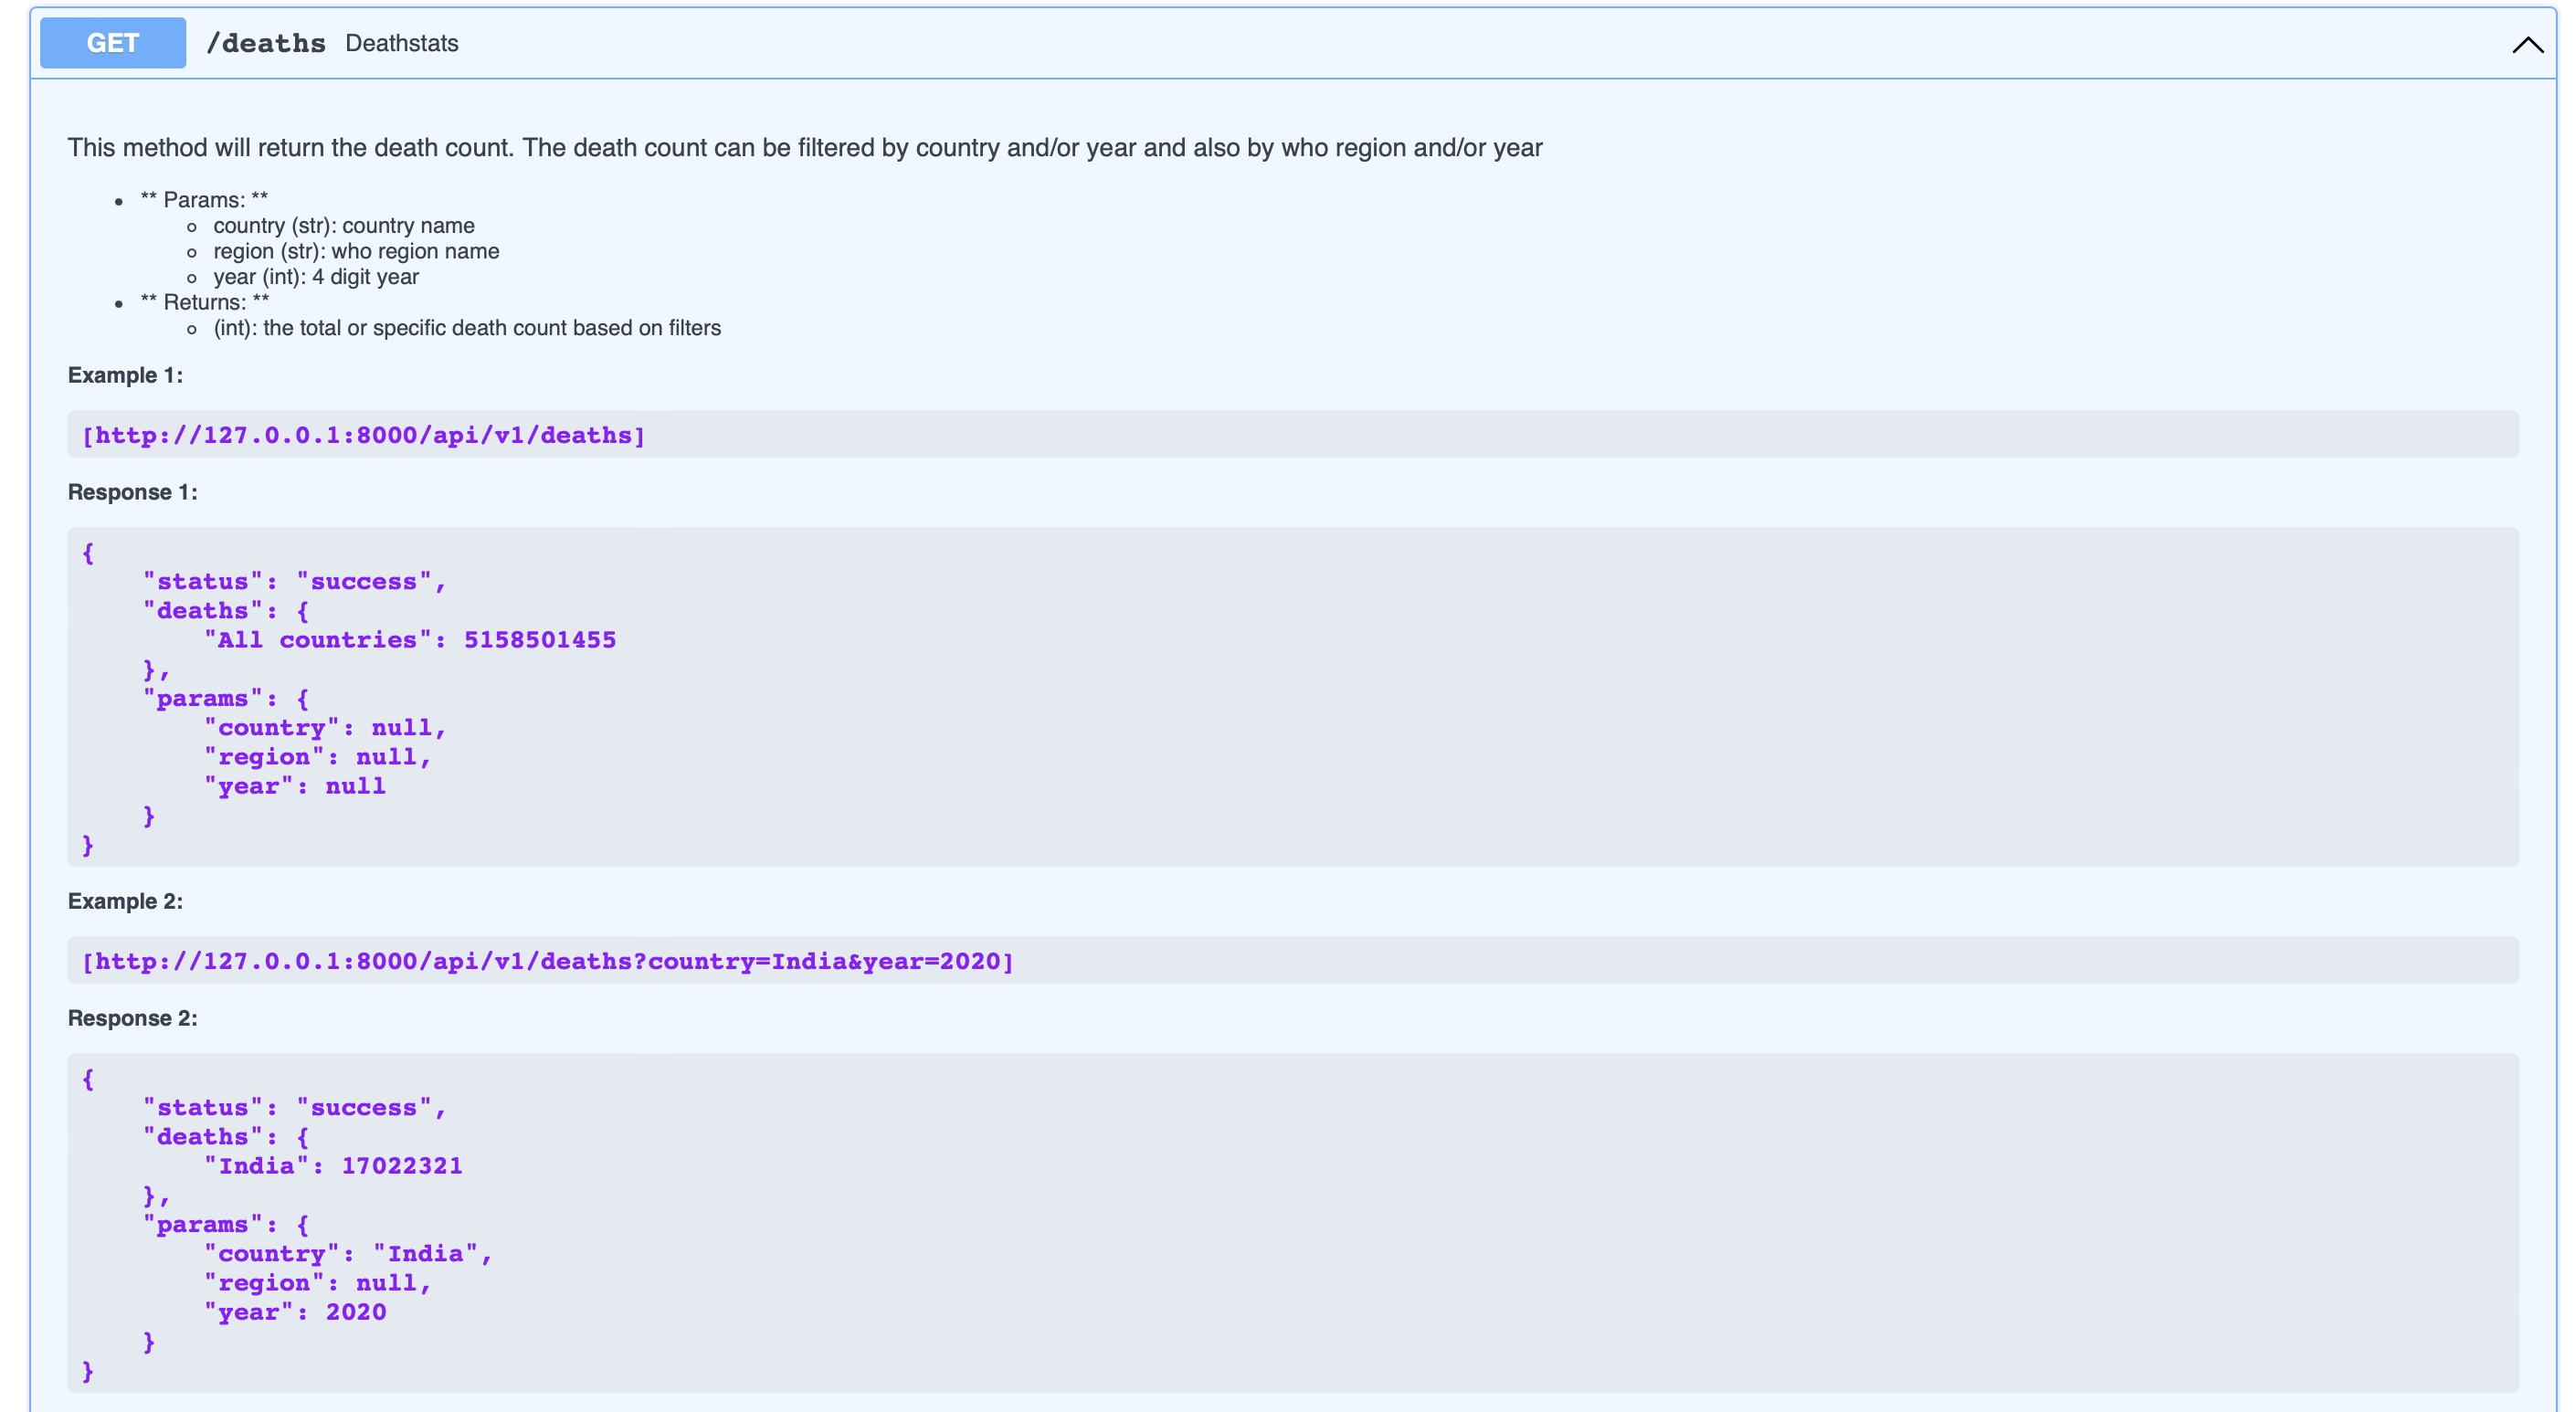 GET /deaths Deathstats
This method will return the death count. The death count can be filtered by country and/or year and also by who region and/or year
** Params: **
country (str): country name
region (str): who region name
year (int): 4 digit year
** Returns: **
(int): the total or specific death count based on filters
Example 1:
[http://127.0.0.1:8000/api/v1/deaths]
Response 1:
{
    "status": "success",
    "deaths": {
        "All countries": 5158501455
    },
    "params": {
        "country": null,
        "region": null,
        "year": null
    }
}
Example 2:
[http://127.0.0.1:8000/api/v1/deaths?country=India&year=2020]
Response 2:
{
    "status": "success",
    "deaths": {
        "India": 17022321
    },
    "params": {
        "country": "India",
        "region": null,
        "year": 2020
    }
}